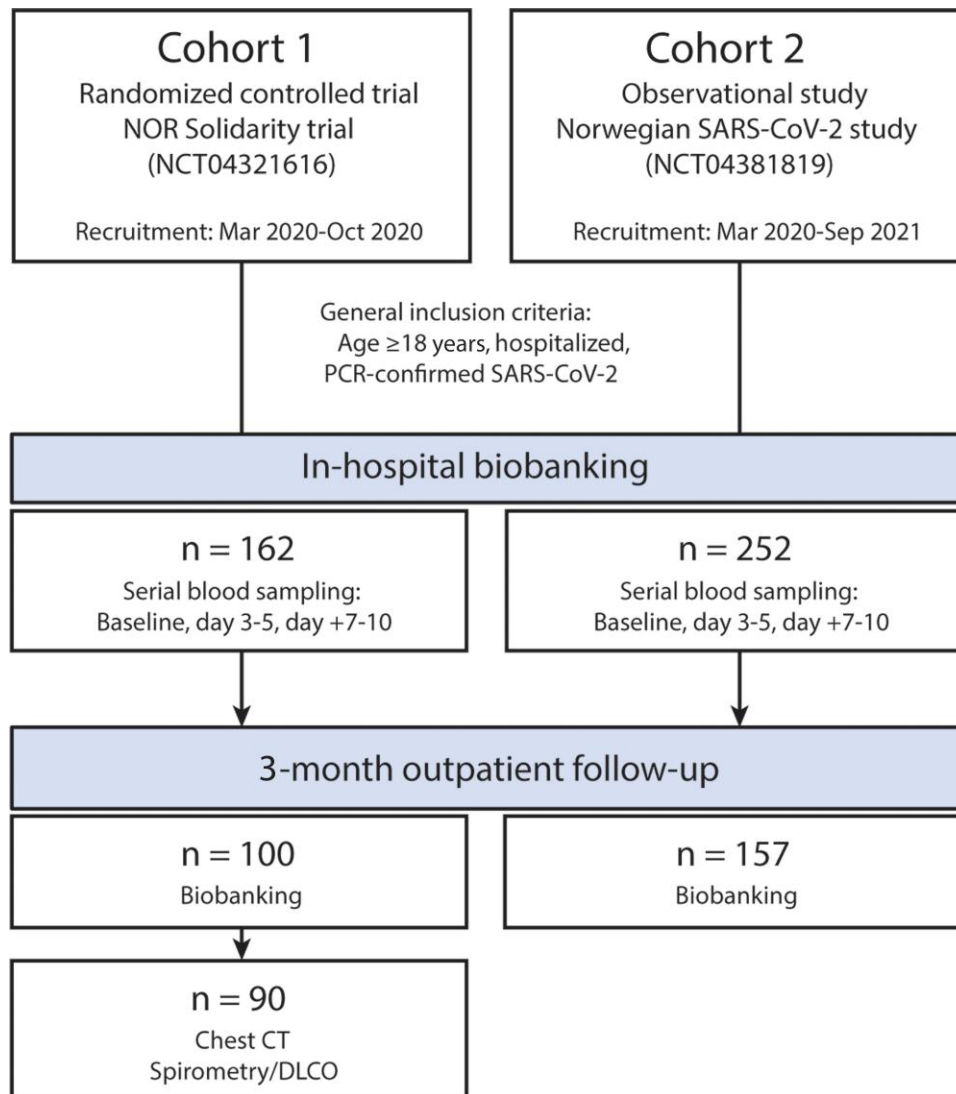 Cohort 1
Randomized controlled trial
NOR Solidarity trial
(NCT04321616)
Recruitment: Mar 2020-Oct 2020
Cohort 2
Observational study
Norwegian SARS-CoV-2 study
(NCT04381819)
Recruitment: Mar 2020-Sep 2021
General inclusion criteria:
Age ≥18 years, hospitalized,
PCR-confirmed SARS-CoV-2
In-hospital biobanking
n = 162
Serial blood sampling:
Baseline, day 3-5, day +7-10
n = 252
Serial blood sampling:
Baseline, day 3-5, day +7-10
3-month outpatient follow-up
n = 100
Biobanking
n = 157
Biobanking
n = 90
Chest CT
Spirometry/DLCO